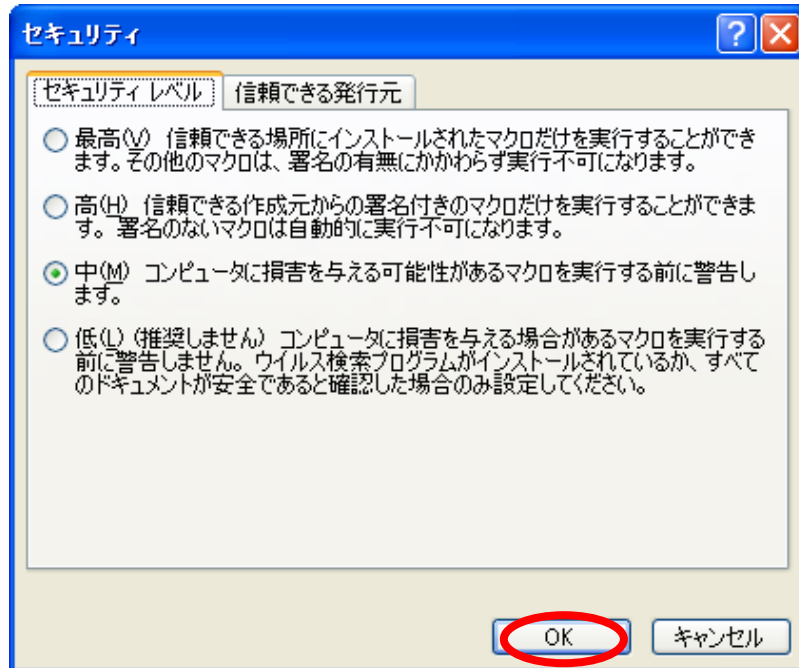 セキュリティ
?
セキュリティ レベル 信頼できる発行元
最高(V) 信頼できる場所にインストールされたマクロだけを実行することができ
ます。その他のマクロは、署名の有無にかかわらず実行不可になります。
高(H) 信頼できる作成元からの署名付きのマクロだけを実行することができま
す。 署名のないマクロは自動的に実行不可になります。
中(M) コンピュータに損害を与える可能性があるマクロを実行する前に警告し
ます。
低(L) (推奨しません) コンピュータに損害を与える場合があるマクロを実行する
前に警告しません。ウイルス検索プログラムがインストールされているか、すべて
のドキュメントが安全であると確認した場合のみ設定してください。
OK キャンセル